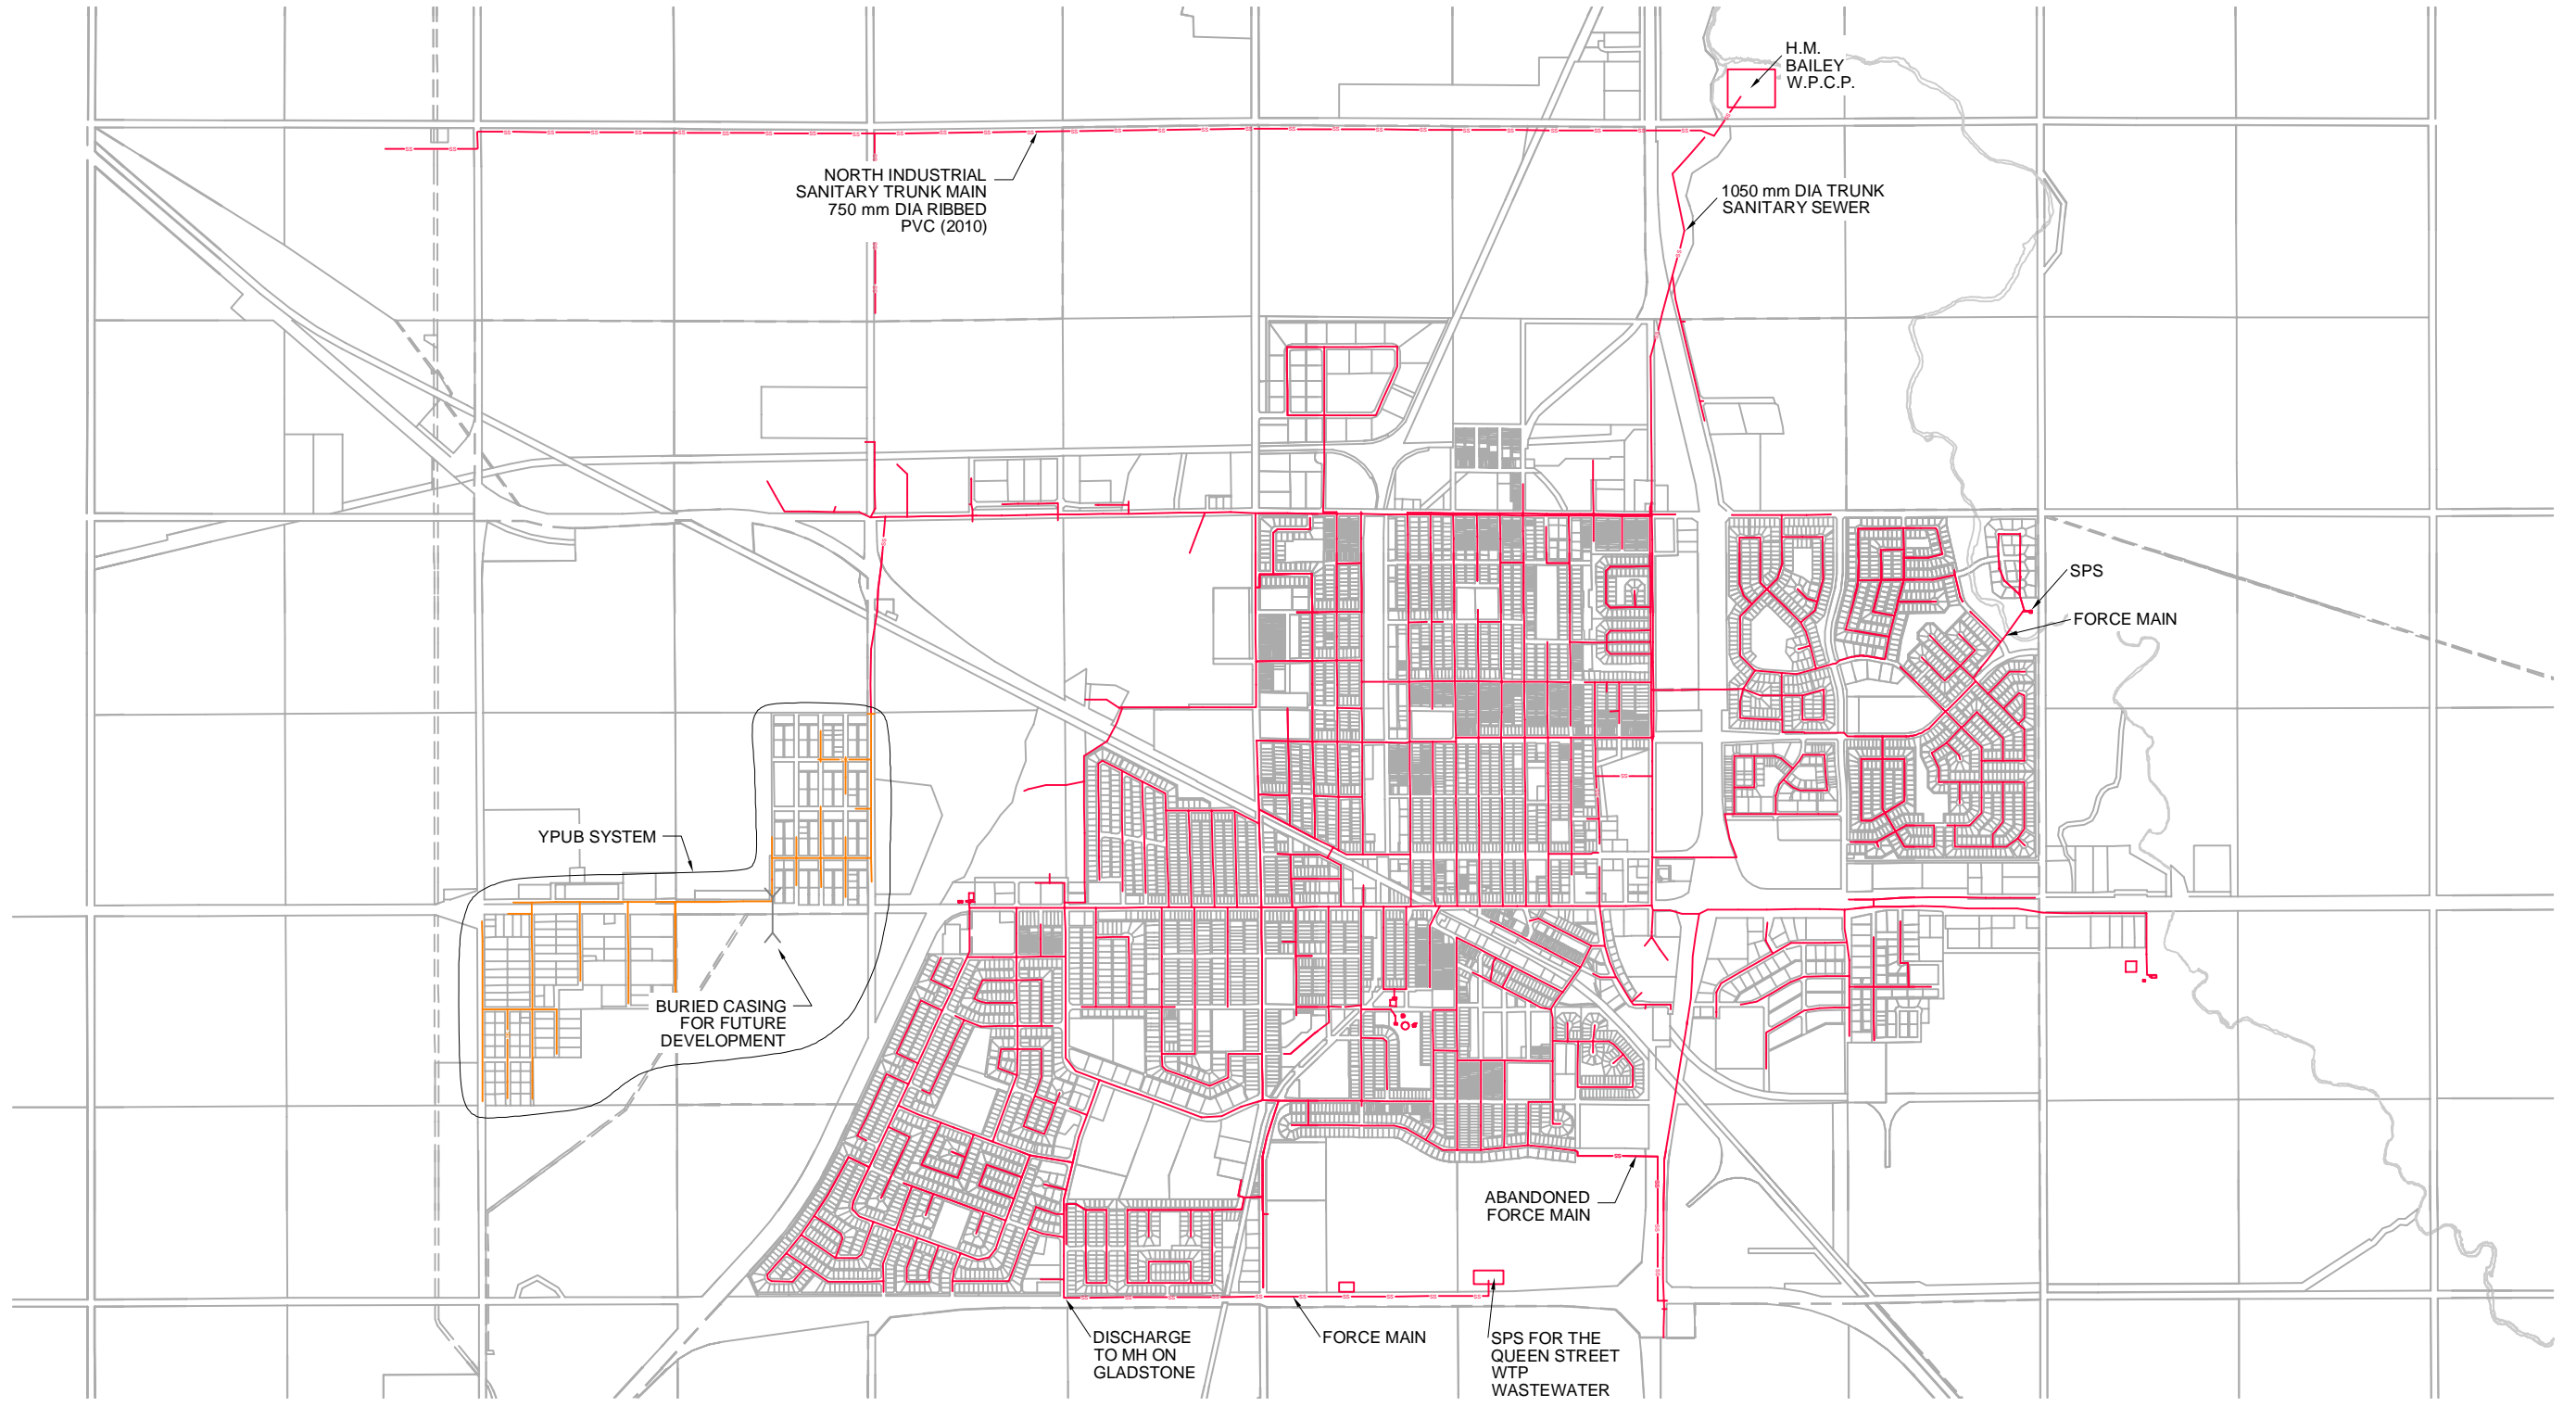 H.M.
BAILEY
W.P.C.P.
NORTH INDUSTRIAL
SANITARY TRUNK MAIN
750 mm DIA RIBBED
PVC (2010)
1050 mm DIA TRUNK
SANITARY SEWER
SPS
FORCE MAIN
YPUB SYSTEM
BURIED CASING
FOR FUTURE
DEVELOPMENT
ABANDONED
FORCE MAIN
DISCHARGE
TO MH ON
GLADSTONE
FORCE MAIN
SPS FOR THE
QUEEN STREET
WTP
WASTEWATER